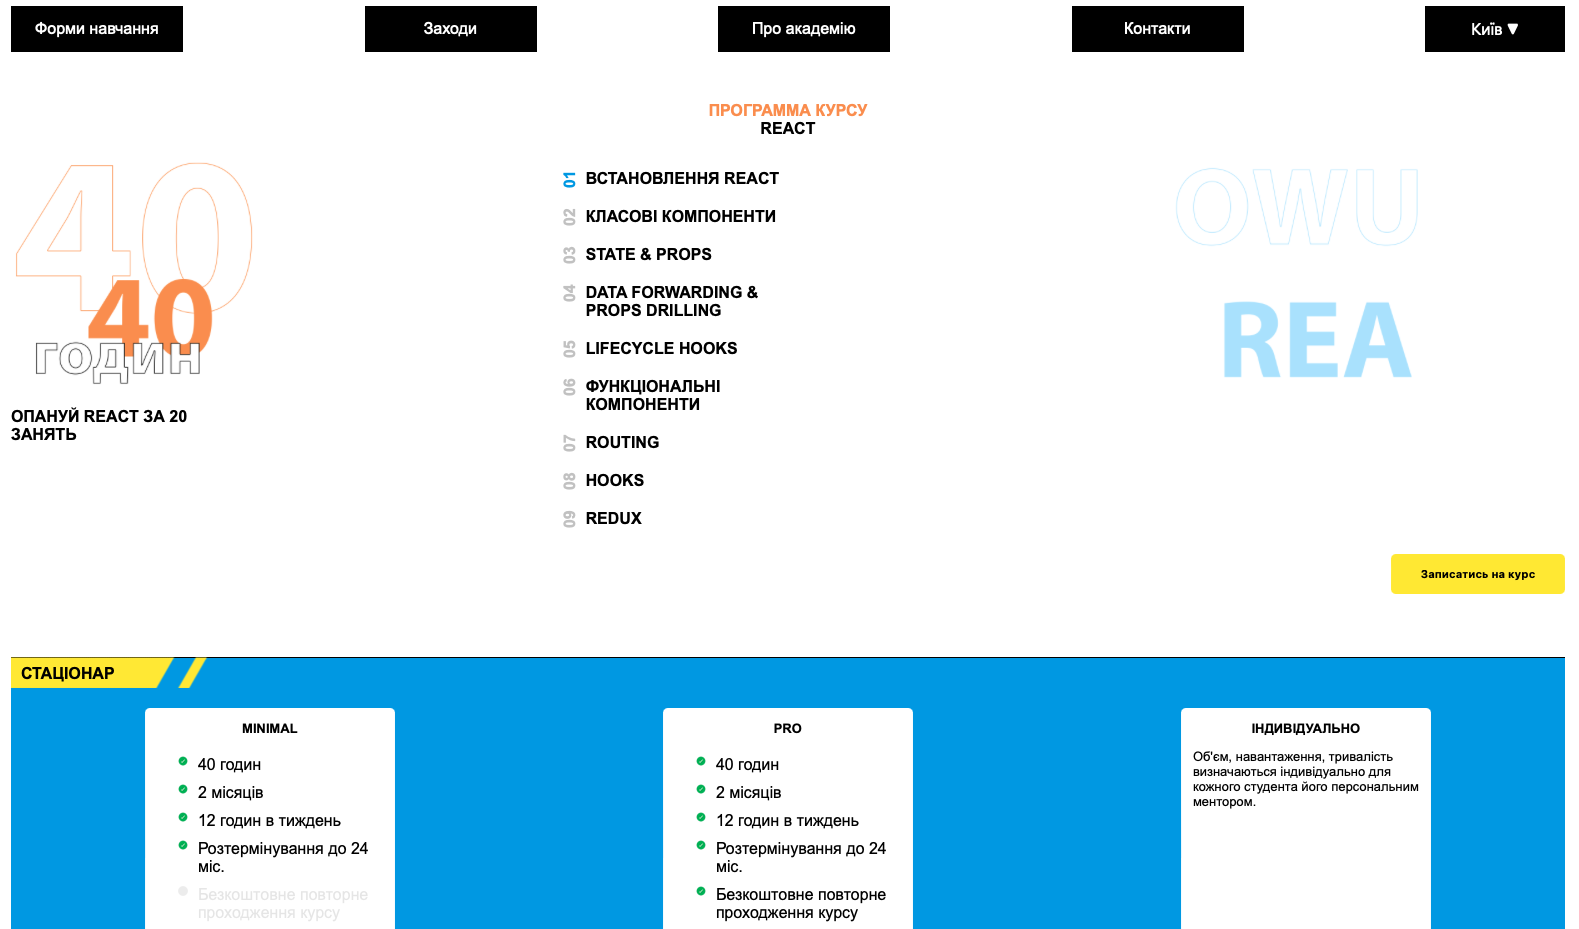 Форми навчання
Заходи
Про академію
Контакти
Київ ▼
ПРОГРАММА КУРСУ
REACT
40
40
годин
ОПАНУЙ REACT ЗА 20
ЗАНЯТЬ
01 ВСТАНОВЛЕННЯ REACT
02 КЛАСОВІ КОМПОНЕНТИ
03 STATE & PROPS
04 DATA FORWARDING &
PROPS DRILLING
05 LIFECYCLE HOOKS
06 ФУНКЦІОНАЛЬНІ
КОМПОНЕНТИ
07 ROUTING
08 HOOKS
09 REDUX
OWU
REA
Записатись на курс
СТАЦІОНАР
MINIMAL
40 годин
2 місяців
12 годин в тиждень
Розтермінування до 24
міс.
Безкоштовне повторне
проходження курсу
PRO
40 годин
2 місяців
12 годин в тиждень
Розтермінування до 24
міс.
Безкоштовне повторне
проходження курсу
ІНДИВІДУАЛЬНО
Об'єм, навантаження, тривалість
визначаються індивідуально для
кожного студента його персональним
ментором.